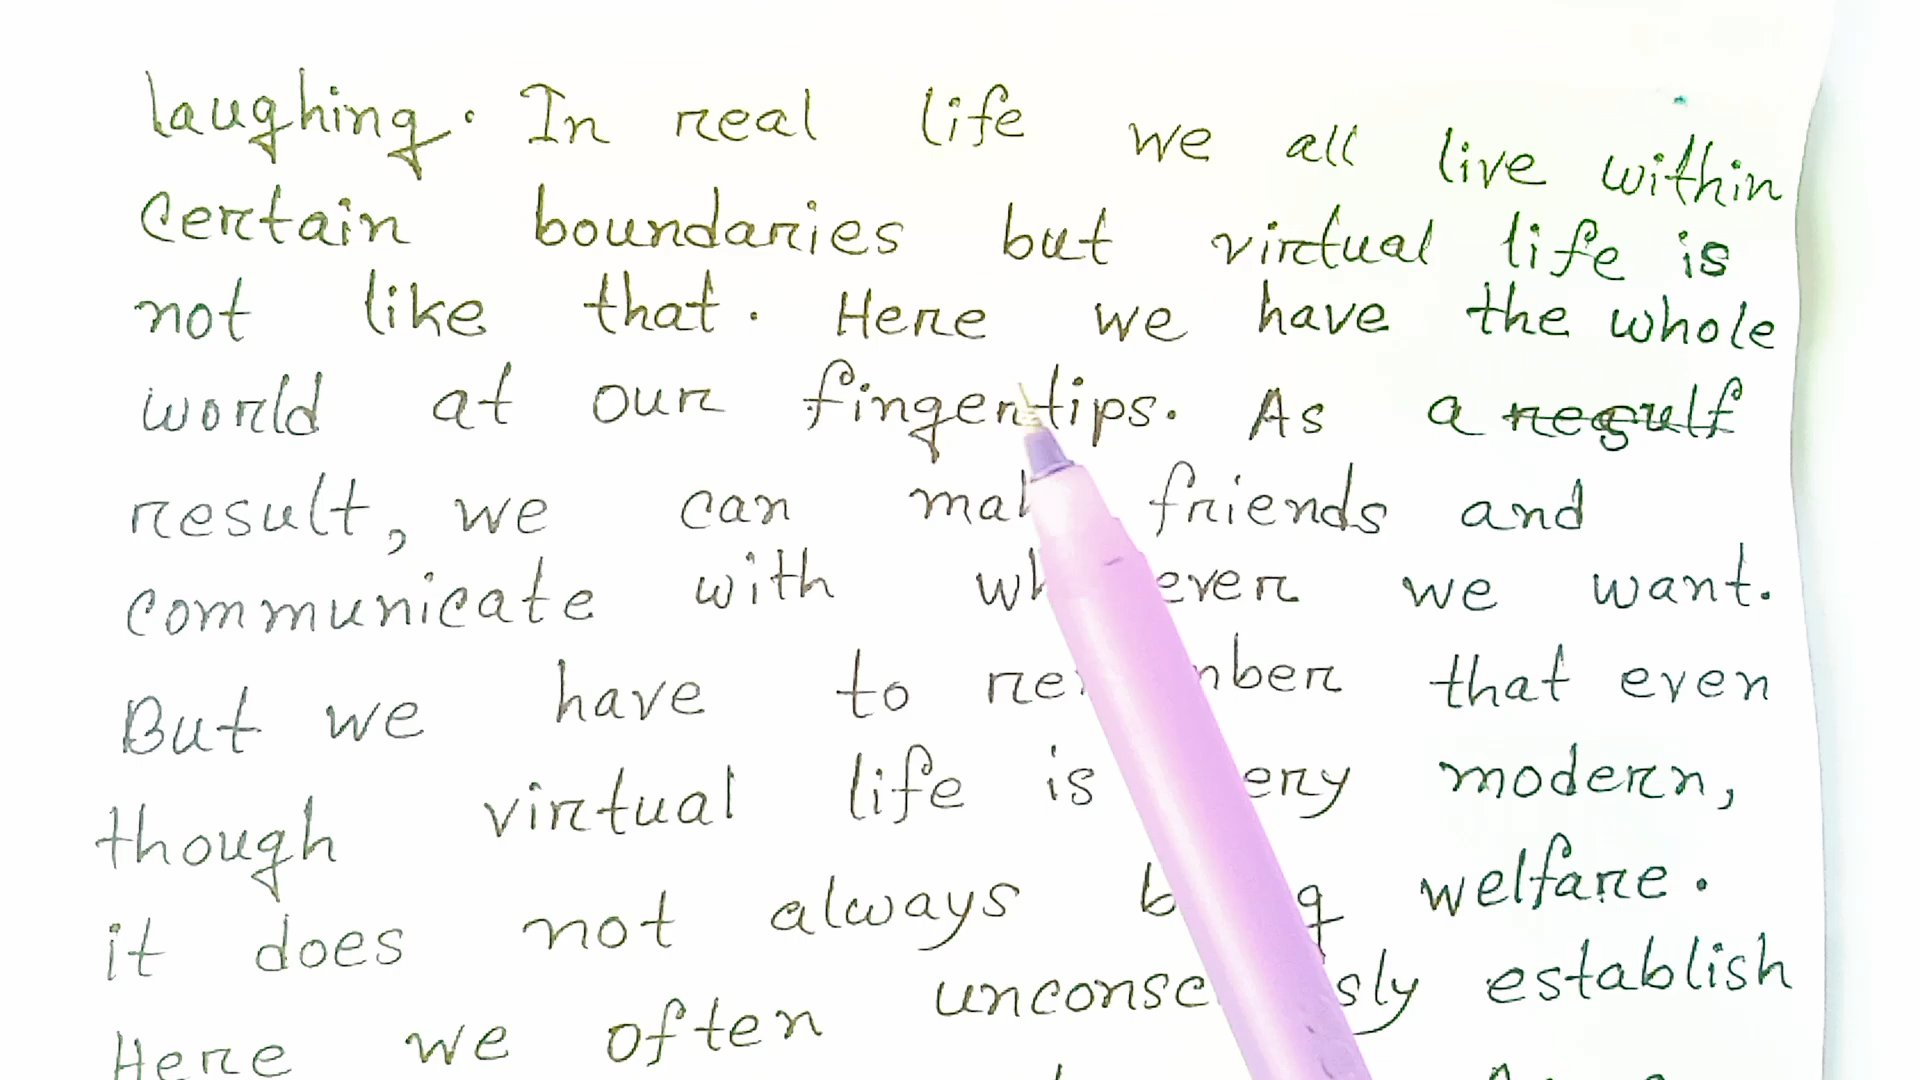 laughing. In real life we all live within
certain boundaries but virtual life is
not like that. Here we have the whole
world at our fingertips. As a result
result, we can friends and
communicate with we want.
But we have to that even
though virtual life is modern,
it does not always welfare.
Here we often establish